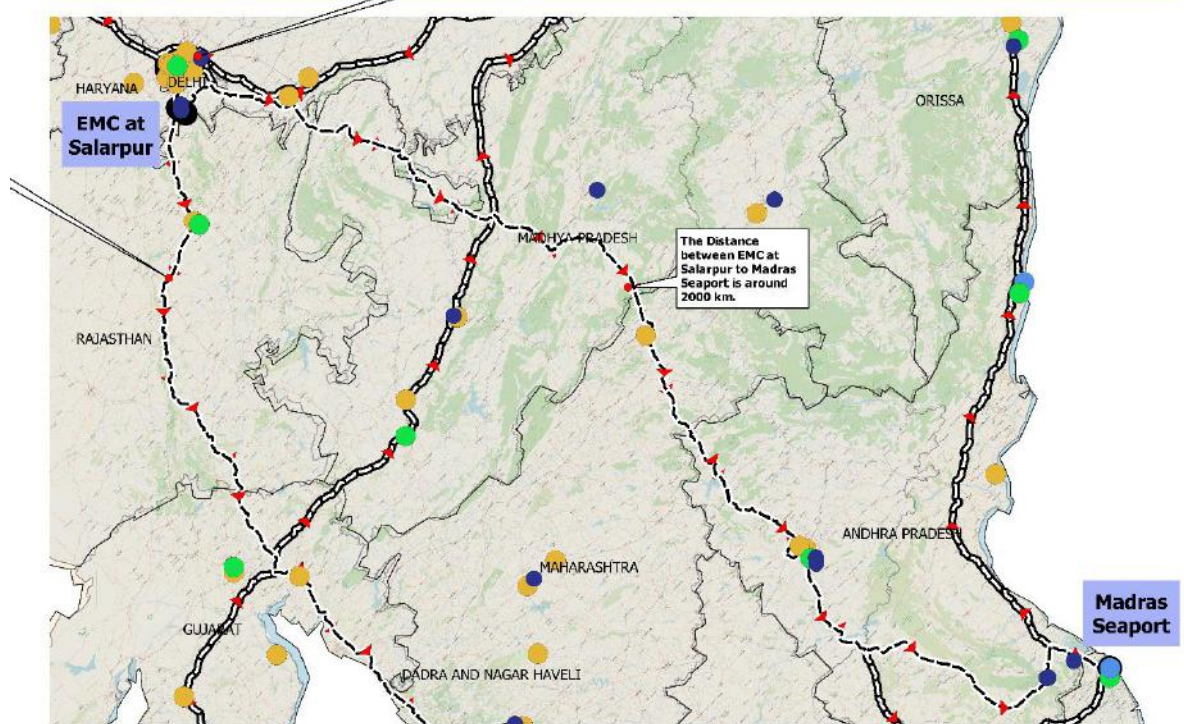 HARYANA
DELHI
ORISSA
EMC at
Salarpur
MADHYA PRADESH
The Distance
between EMC at
Salarpur to Madras
Seaport is around
2000 km.
RAJASTHAN
ANDHRA PRADESH
MAHARASHTRA
Madras
Seaport
GUJARAT
DADRA AND NAGAR HAVELI